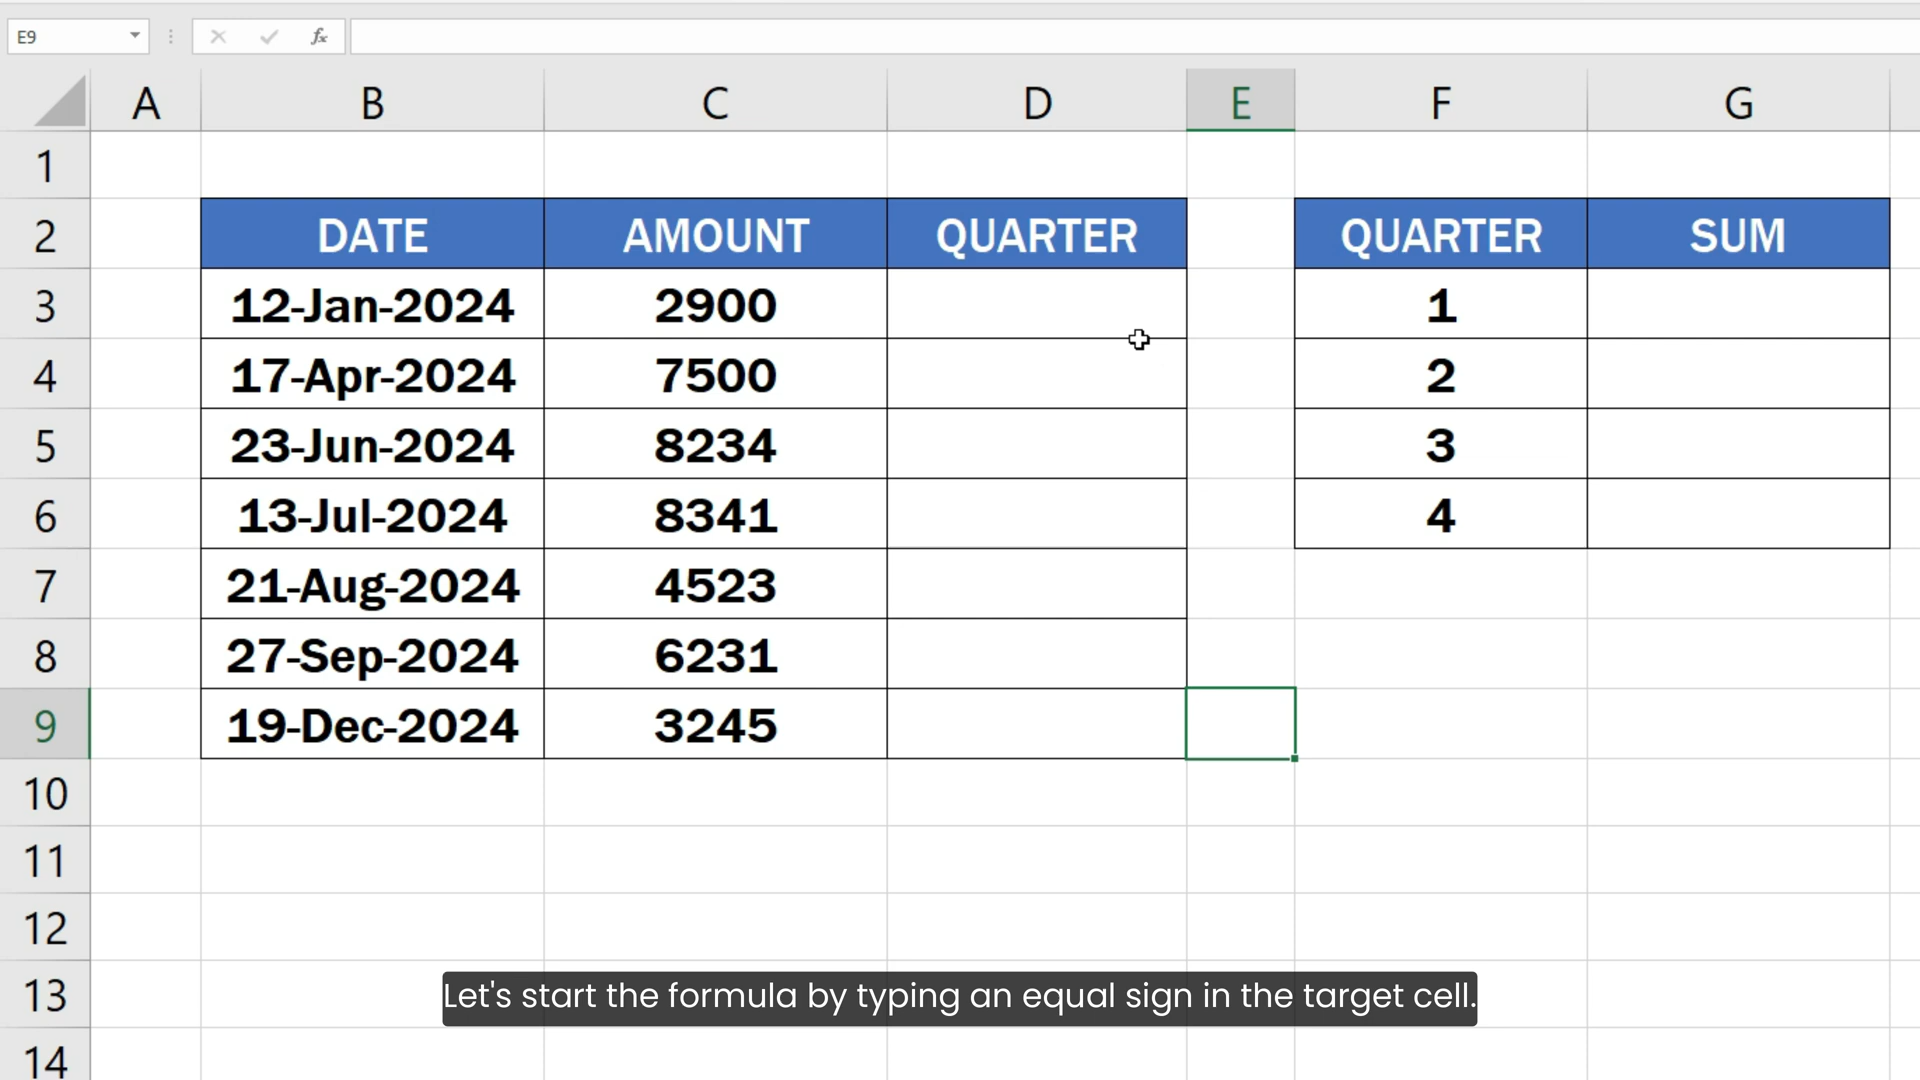 E9 fx
A B C D E F G
1
2 DATE AMOUNT QUARTER QUARTER SUM
3 12-Jan-2024 2900 1
4 17-Apr-2024 7500 2
5 23-Jun-2024 8234 3
6 13-Jul-2024 8341 4
7 21-Aug-2024 4523
8 27-Sep-2024 6231
9 19-Dec-2024 3245
10
11
12
13
Let's start the formula by typing an equal sign in the target cell.
14